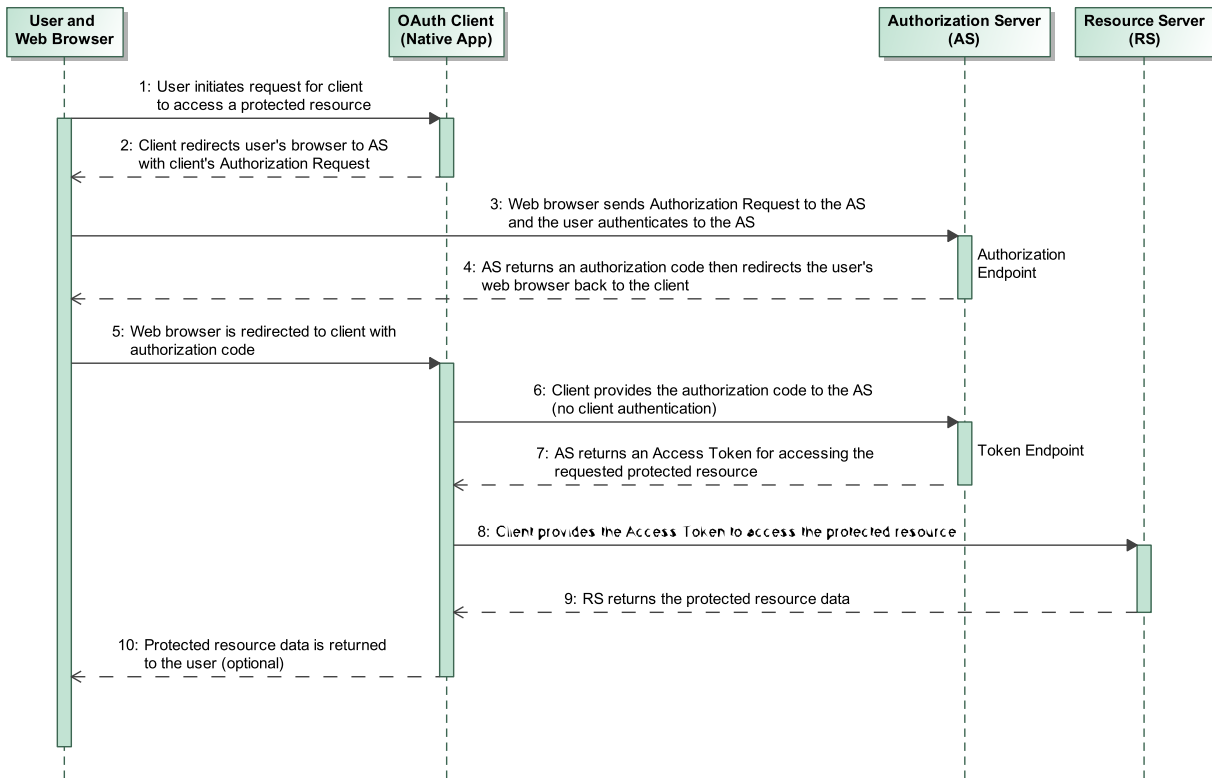 User and
Web Browser
OAuth Client
(Native App)
Authorization Server
(AS)
Resource Server
(RS)
1: User initiates request for client
to access a protected resource
2: Client redirects user's browser to AS
with client's Authorization Request
3: Web browser sends Authorization Request to the AS
and the user authenticates to the AS
Authorization
Endpoint
4: AS returns an authorization code then redirects the user's
web browser back to the client
5: Web browser is redirected to client with
authorization code
6: Client provides the authorization code to the AS
(no client authentication)
7: AS returns an Access Token for accessing the
requested protected resource
Token Endpoint
8: Client provides the Access Token to access the protected resource
9: RS returns the protected resource data
10: Protected resource data is returned
to the user (optional)